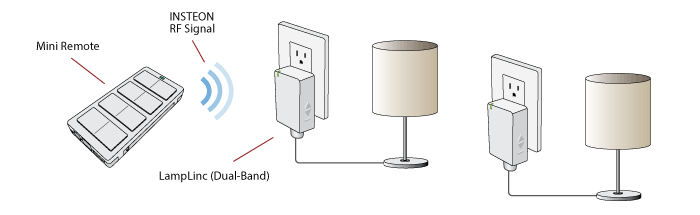 INSTEON
RF Signal
Mini Remote
LampLinc (Dual-Band)